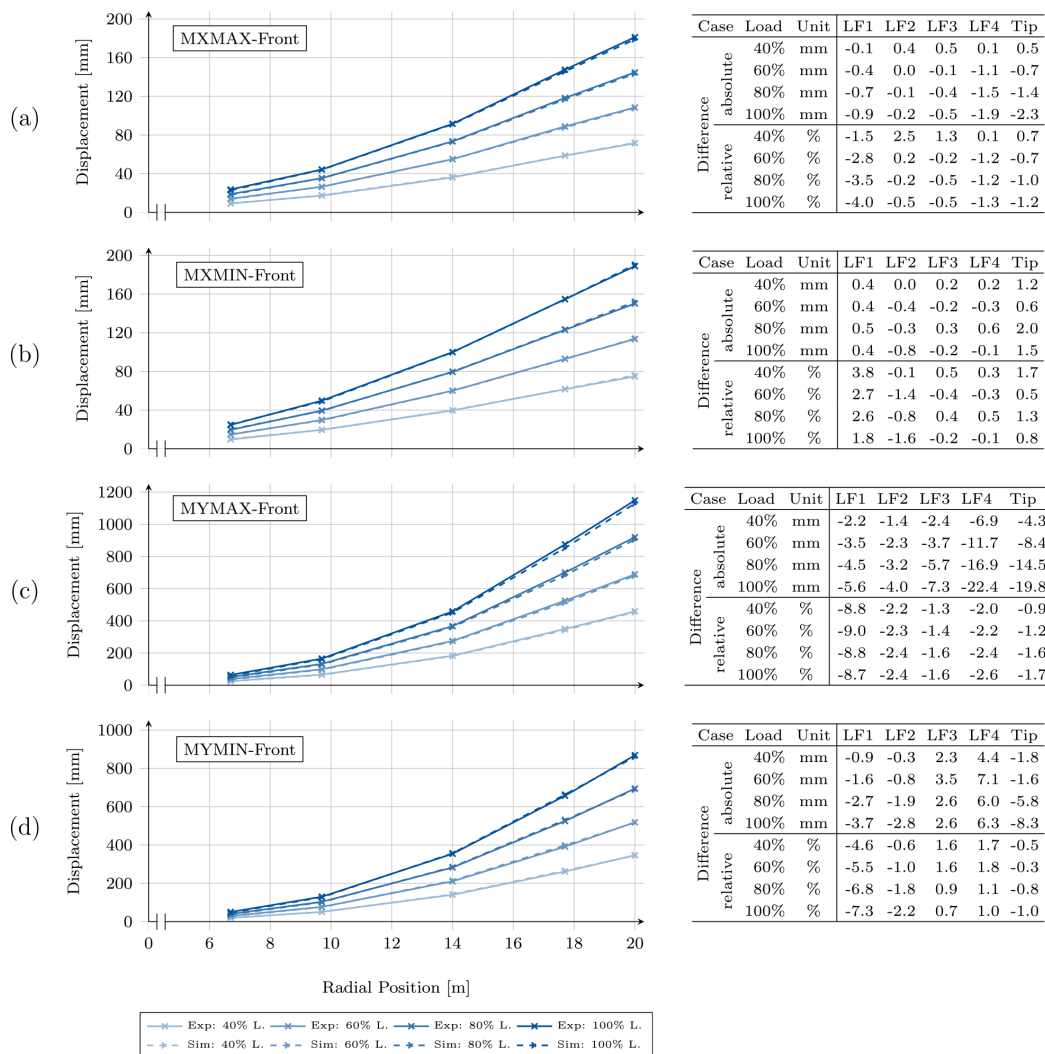 (a)
Displacement [mm]
200
160
120
80
40
0
MXMAX-Front
Case Load Unit LF1 LF2 LF3 LF4 Tip
Difference
absolute
40% mm -0.1 0.4 0.5 0.1 0.5
60% mm -0.4 0.0 -0.1 -1.1 -0.7
80% mm -0.7 -0.1 -0.4 -1.5 -1.4
100% mm -0.9 -0.2 -0.5 -1.9 -2.3
relative
40% % -1.5 2.5 1.3 0.1 0.7
60% % -2.8 0.2 -0.2 -1.2 -0.7
80% % -3.5 -0.2 -0.5 -1.2 -1.0
100% % -4.0 -0.5 -0.5 -1.3 -1.2
(b)
Displacement [mm]
200
160
120
80
40
0
MXMIN-Front
Case Load Unit LF1 LF2 LF3 LF4 Tip
Difference
absolute
40% mm 0.4 0.0 0.2 0.2 1.2
60% mm 0.4 -0.4 -0.2 -0.3 0.6
80% mm 0.5 -0.3 0.3 0.6 2.0
100% mm 0.4 -0.8 -0.2 -0.1 1.5
relative
40% % 3.8 -0.1 0.5 0.3 1.7
60% % 2.7 -1.4 -0.4 -0.3 0.5
80% % 2.6 -0.8 0.4 0.5 1.3
100% % 1.8 -1.6 -0.2 -0.1 0.8
(c)
Displacement [mm]
1200
1000
800
600
400
200
0
MYMAX-Front
Case Load Unit LF1 LF2 LF3 LF4 Tip
Difference
absolute
40% mm -2.2 -1.4 -2.4 -6.9 -4.3
60% mm -3.5 -2.3 -3.7 -11.7 -8.4
80% mm -4.5 -3.2 -5.7 -16.9 -14.5
100% mm -5.6 -4.0 -7.3 -22.4 -19.8
relative
40% % -8.8 -2.2 -1.3 -2.0 -0.9
60% % -9.0 -2.3 -1.4 -2.2 -1.2
80% % -8.8 -2.4 -1.6 -2.4 -1.6
100% % -8.7 -2.4 -1.6 -2.6 -1.7
(d)
Displacement [mm]
1000
800
600
400
200
0
MYMIN-Front
Case Load Unit LF1 LF2 LF3 LF4 Tip
Difference
absolute
40% mm -0.9 -0.3 2.3 4.4 -1.8
60% mm -1.6 -0.8 3.5 7.1 -1.6
80% mm -2.7 -1.9 2.6 6.0 -5.8
100% mm -3.7 -2.8 2.6 6.3 -8.3
relative
40% % -4.6 -0.6 1.6 1.7 -0.5
60% % -5.5 -1.0 1.6 1.8 -0.3
80% % -6.8 -1.8 0.9 1.1 -0.8
100% % -7.3 -2.2 0.7 1.0 -1.0
0 6 8 10 12 14 16 18 20
Radial Position [m]
Exp: 40% L. Exp: 60% L. Exp: 80% L. Exp: 100% L.
Sim: 40% L. Sim: 60% L. Sim: 80% L. Sim: 100% L.